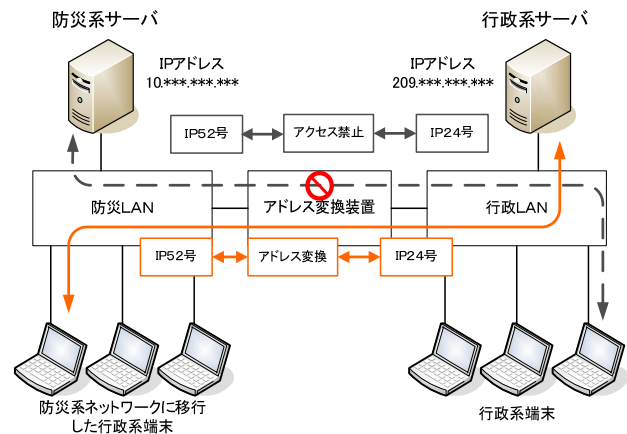 防災系サーバ
行政系サーバ
IPアドレス
10.***.***.***
IPアドレス
209.***.***.***
IP52号
アクセス禁止
IP24号
防災LAN
アドレス変換装置
行政LAN
IP52号
アドレス変換
IP24号
防災系ネットワークに移行
した行政系端末
行政系端末